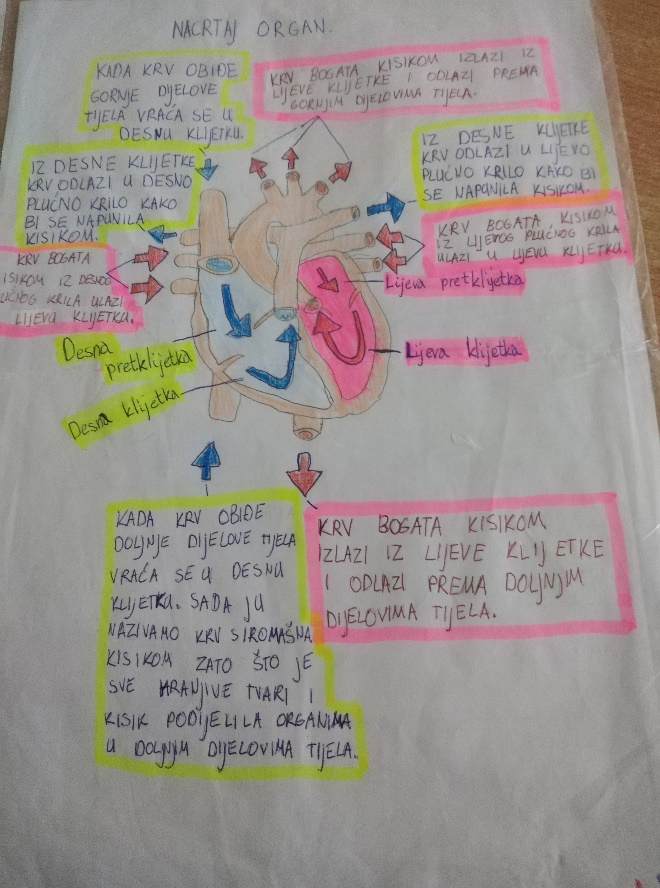 NACRTAJ ORGAN.
KADA KRV OBIĐE
GORNJE DIJELOVE
TIJELA VRAĆA SE U
DESNU KLIJETKU.
KRV BOGATA KISIKOM IZLAZI IZ
LIJEVE KLIJETKE I ODLAZI PREMA
GORNJIM DIJELOVIMA TIJELA.
IZ DESNE KLIJETKE
KRV ODLAZI U DESNO
PLUĆNO KRILO KAKO
BI SE NAPUNILA
KISIKOM.
IZ DESNE KLIJETKE
KRV ODLAZI U LIJEVO
PLUĆNO KRILO KAKO BI
SE NAPUNILA KISIKOM.
KRV BOGATA
ISIKOM IZ DESNOG
UĆNOG KRILA ULAZI
LIJEVU KLIJETKU.
KRV BOGATA KISIKOM
IZ LIJEVOG PLUĆNOG KRILA
ULAZI U LIJEVU KLIJETKU.
Lijeva pretklijetka
Desna
pretklijetka
Lijeva klijetka
Desna klijetka
KADA KRV OBIĐE
DOLJNJE DIJELOVE TIJELA
VRAĆA SE U DESNU
KLIJETKU. SADA JU
NAZIVAMO KRV SIROMAŠNA
KISIKOM ZATO ŠTO JE
SVE HRANJIVE TVARI I
KISIK PODIJELILA ORGANIMA
U DOLJNJIM DIJELOVIMA TIJELA.
KRV BOGATA KISIKOM
IZLAZI IZ LIJEVE KLIJETKE
I ODLAZI PREMA DOLJNJIM
DIJELOVIMA TIJELA.